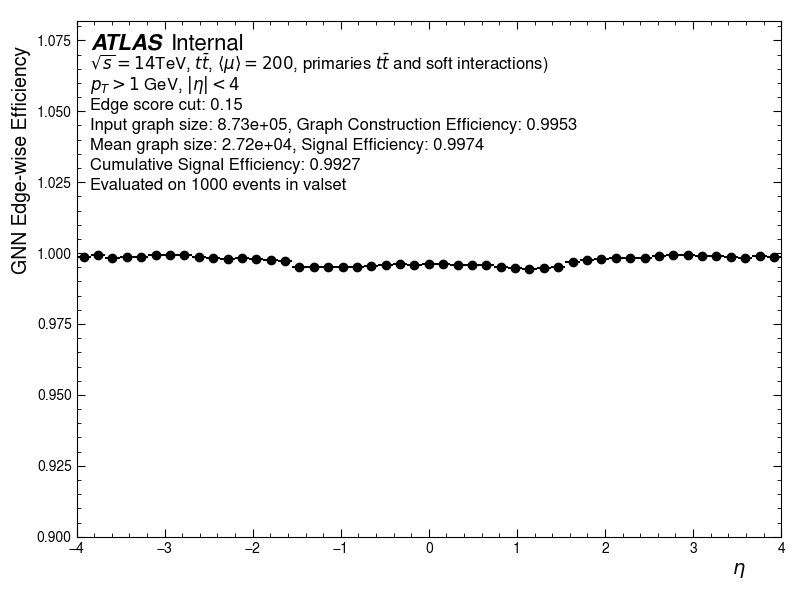 ATLAS Internal
√s = 14TeV, tt̄, ⟨μ⟩ = 200, primaries tt̄ and soft interactions)
p_T > 1 GeV, |η| < 4
Edge score cut: 0.15
Input graph size: 8.73e+05, Graph Construction Efficiency: 0.9953
Mean graph size: 2.72e+04, Signal Efficiency: 0.9974
Cumulative Signal Efficiency: 0.9927
Evaluated on 1000 events in valset
GNN Edge-wise Efficiency
1.075
1.050
1.025
1.000
0.975
0.950
0.925
0.900
−4 −3 −2 −1 0 1 2 3 4
η